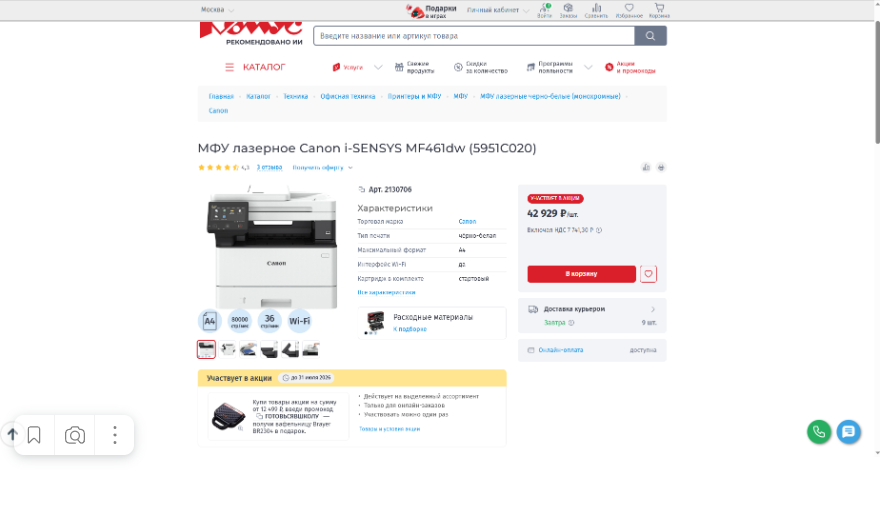 Москва
Подарки
в играх
Личный кабинет
Войти
Заказы
Сравнить
Избранное
Корзина
РЕКОМЕНДОВАНО ИИ
Введите название или артикул товара
КАТАЛОГ
Услуги
Свежие
продукты
Скидки
за количество
Программы
лояльности
Акции
и промокоды
Главная
Каталог
Техника
Офисная техника
Принтеры и МФУ
МФУ
МФУ лазерные черно-белые (монохромные)
Canon
МФУ лазерное Canon i-SENSYS MF461dw (5951C020)
3 отзыва
Получить оферту
Арт. 2130706
Характеристики
Торговая марка Canon
Тип печати черно-белая
Максимальный формат A4
Интерфейс Wi-Fi да
Картридж в комплекте стартовый
Все характеристики
Расходные материалы
К подборке
Canon
A4
80000
стр/мес
36
стр/мин
Wi-Fi
УЧАСТВУЕТ В АКЦИИ
42 929 ₽/шт.
Включая НДС 7 741,30 ₽
В корзину
Доставка курьером
Завтра
9 шт.
Онлайн-оплата
доступна
Участвует в акции
до 31 июля 2026
Купи товары акции на сумму
от 12 499 ₽, введи промокод
ГОТОВЬСЯВШКОЛУ —
получи вафельницу Brayer
BR2304 в подарок.
• Действует на выделенный ассортимент
• Только для онлайн-заказов
• Участвовать можно один раз
Товары и условия акции